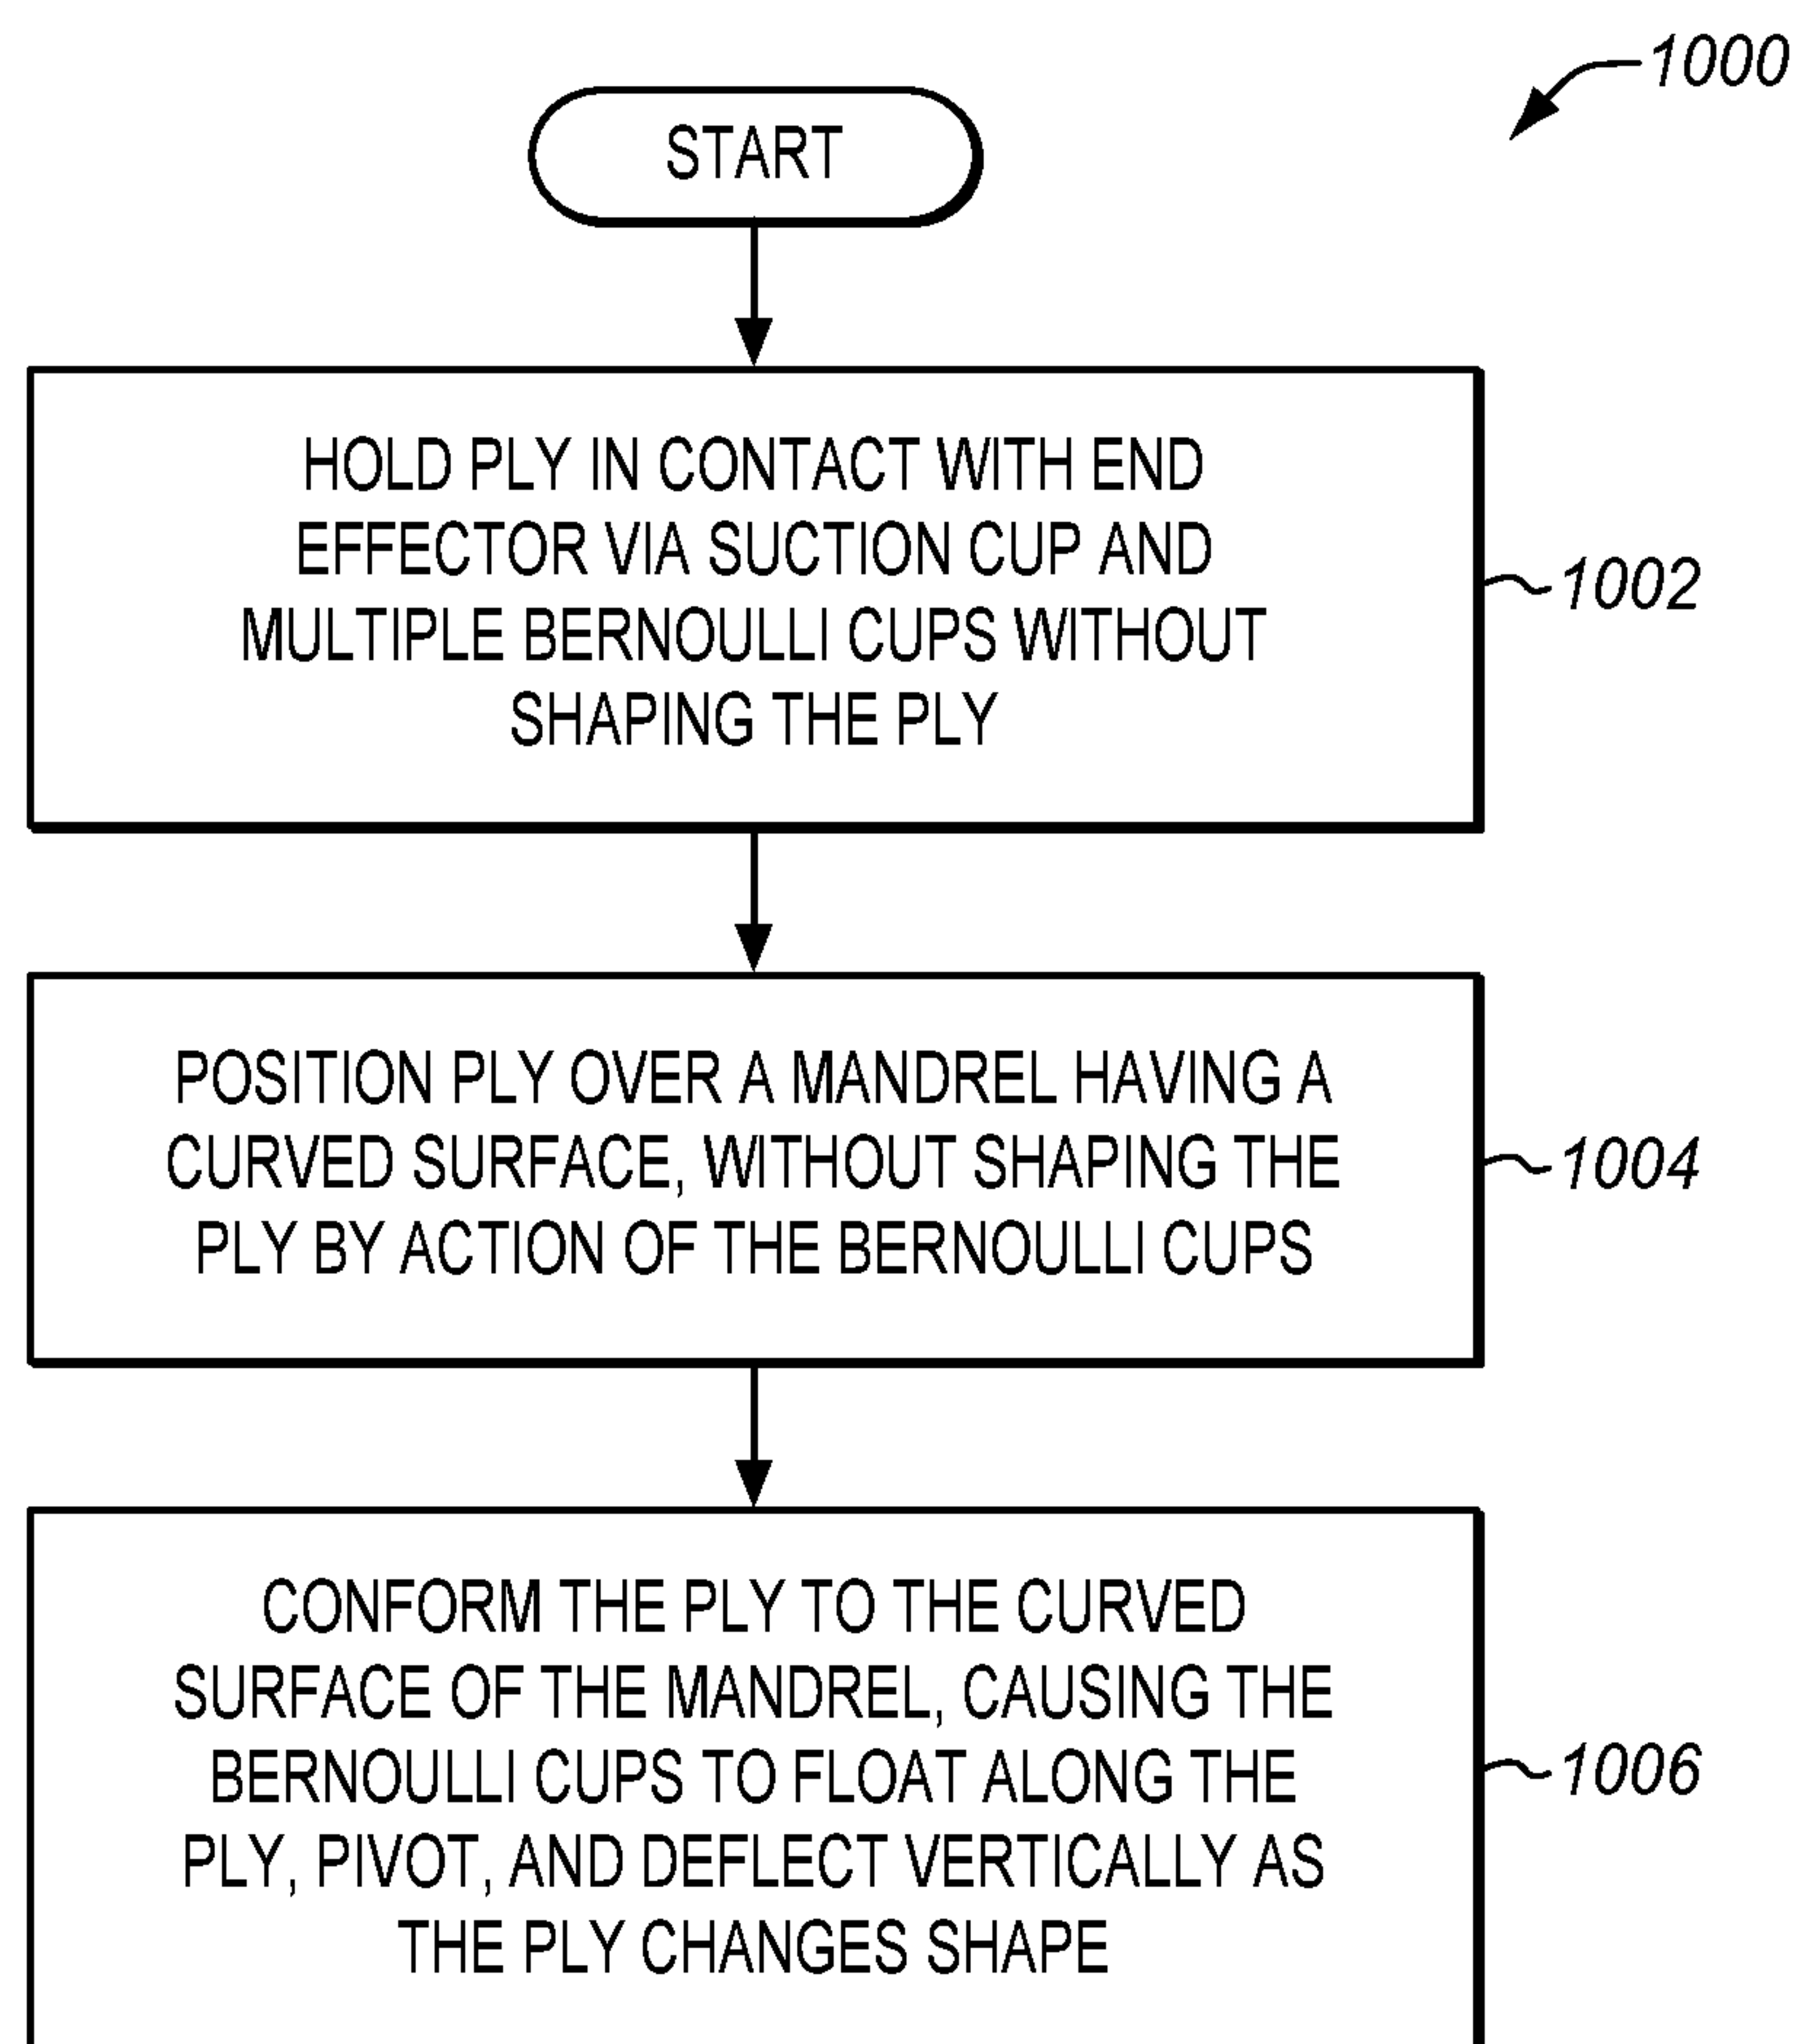 1000
START
HOLD PLY IN CONTACT WITH END
EFFECTOR VIA SUCTION CUP AND
MULTIPLE BERNOULLI CUPS WITHOUT
SHAPING THE PLY
1002
POSITION PLY OVER A MANDREL HAVING A
CURVED SURFACE, WITHOUT SHAPING THE
PLY BY ACTION OF THE BERNOULLI CUPS
1004
CONFORM THE PLY TO THE CURVED
SURFACE OF THE MANDREL, CAUSING THE
BERNOULLI CUPS TO FLOAT ALONG THE
PLY, PIVOT, AND DEFLECT VERTICALLY AS
THE PLY CHANGES SHAPE
1006